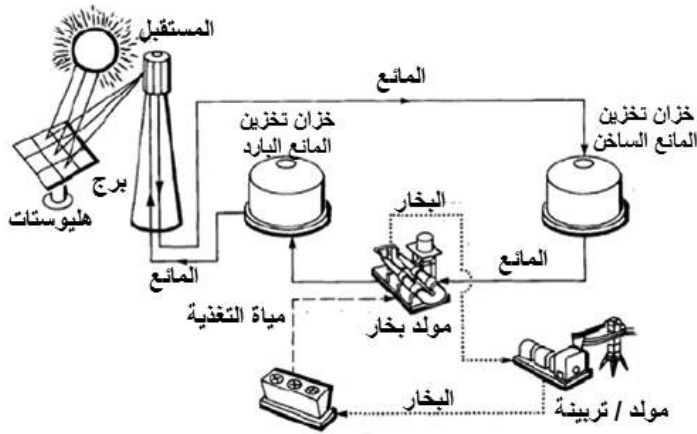 المستقبل
المائع
خزان تخزين
المائع الساخن
خزان تخزين
المائع البارد
برج
هليوستات
البخار
المائع
المائع
مياة التغذية
مولد بخار
البخار
مولد / تربينة